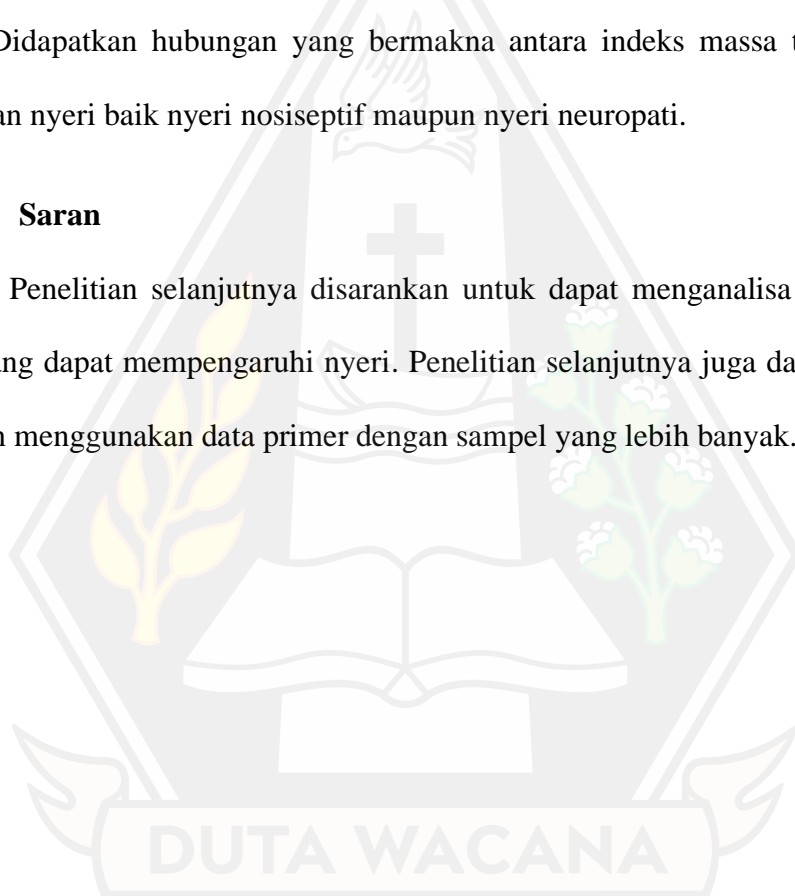 Didapatkan hubungan yang bermakna antara indeks massa
an nyeri baik nyeri nosiseptif maupun nyeri neuropati.
Saran
Penelitian selanjutnya disarankan untuk dapat menganalisa
ang dapat mempengaruhi nyeri. Penelitian selanjutnya juga da
menggunakan data primer dengan sampel yang lebih banyak.
DUTA WACANA